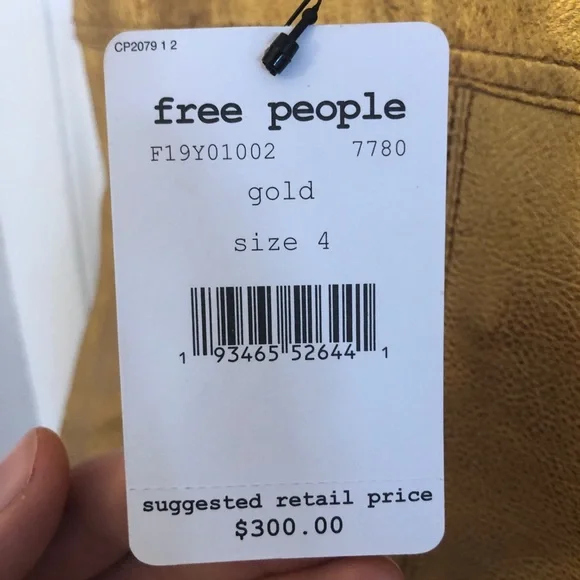 CP2079 1 2
free people
F19Y01002 7780
gold
size 4
1 93465 52644 1
suggested retail price
$300.00